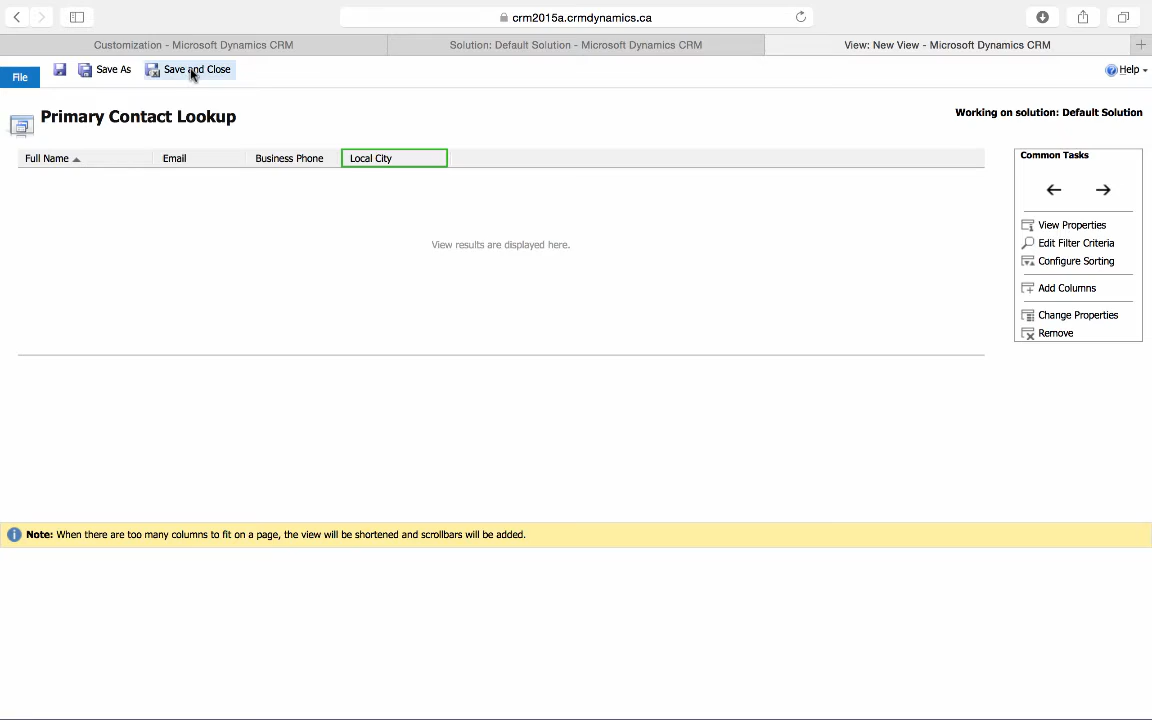 crm2015a.crmdynamics.ca
Customization - Microsoft Dynamics CRM
Solution: Default Solution - Microsoft Dynamics CRM
View: New View - Microsoft Dynamics CRM
File
Save As
Save and Close
Help
Primary Contact Lookup
Working on solution: Default Solution
Full Name
Email
Business Phone
Local City
View results are displayed here.
Common Tasks
View Properties
Edit Filter Criteria
Configure Sorting
Add Columns
Change Properties
Remove
Note: When there are too many columns to fit on a page, the view will be shortened and scrollbars will be added.